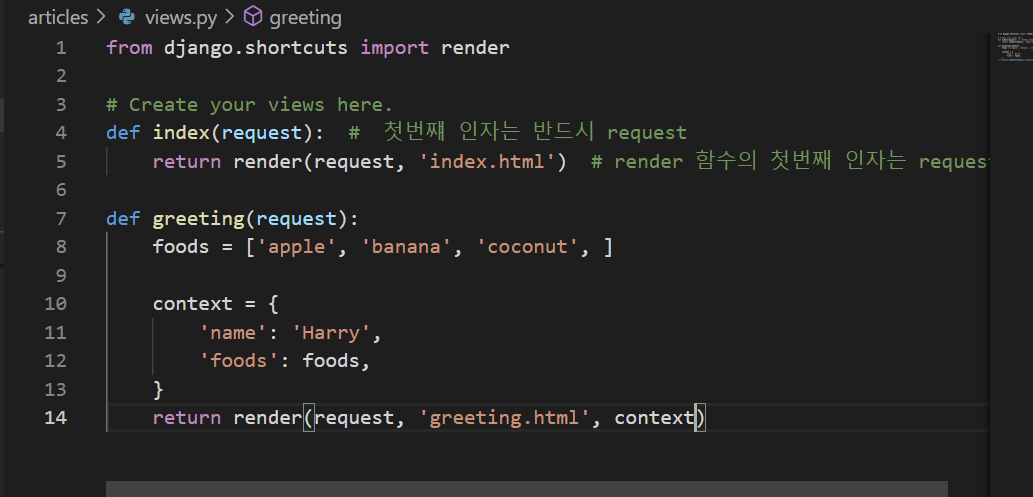 articles > views.py > greeting
1 from django.shortcuts import render
2
3 # Create your views here.
4 def index(request):  #  첫번째 인자는 반드시 request
5     return render(request, 'index.html')  # render 함수의 첫번째 인자는 reques
6
7 def greeting(request):
8     foods = ['apple', 'banana', 'coconut', ]
9
10     context = {
11         'name': 'Harry',
12         'foods': foods,
13     }
14     return render(request, 'greeting.html', context)